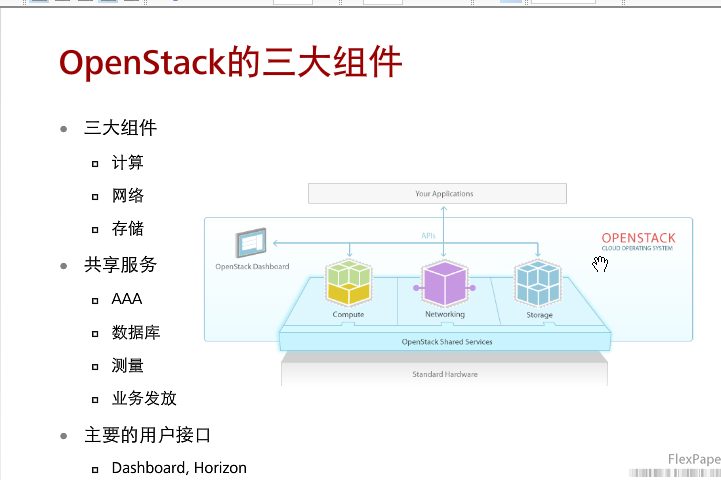 OpenStack的三大组件
三大组件
计算
网络
存储
共享服务
AAA
数据库
测量
业务发放
主要的用户接口
Dashboard, Horizon
Your Applications
APIs
OpenStack Dashboard
OPENSTACK
CLOUD OPERATING SYSTEM
Compute
Networking
Storage
OpenStack Shared Services
Standard Hardware
FlexPape